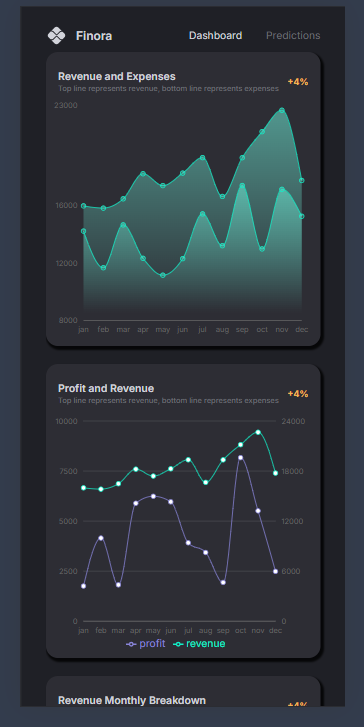 Finora Dashboard Predictions
Revenue and Expenses
Top line represents revenue, bottom line represents expenses
+4%
23000
16000
12000
8000
jan feb mar apr may jun jul aug sep oct nov dec
Profit and Revenue
Top line represents revenue, bottom line represents expenses
+4%
10000 24000
7500 18000
5000 12000
2500 6000
0 0
jan feb mar apr may jun jul aug sep oct nov dec
profit revenue
Revenue Monthly Breakdown
+4%